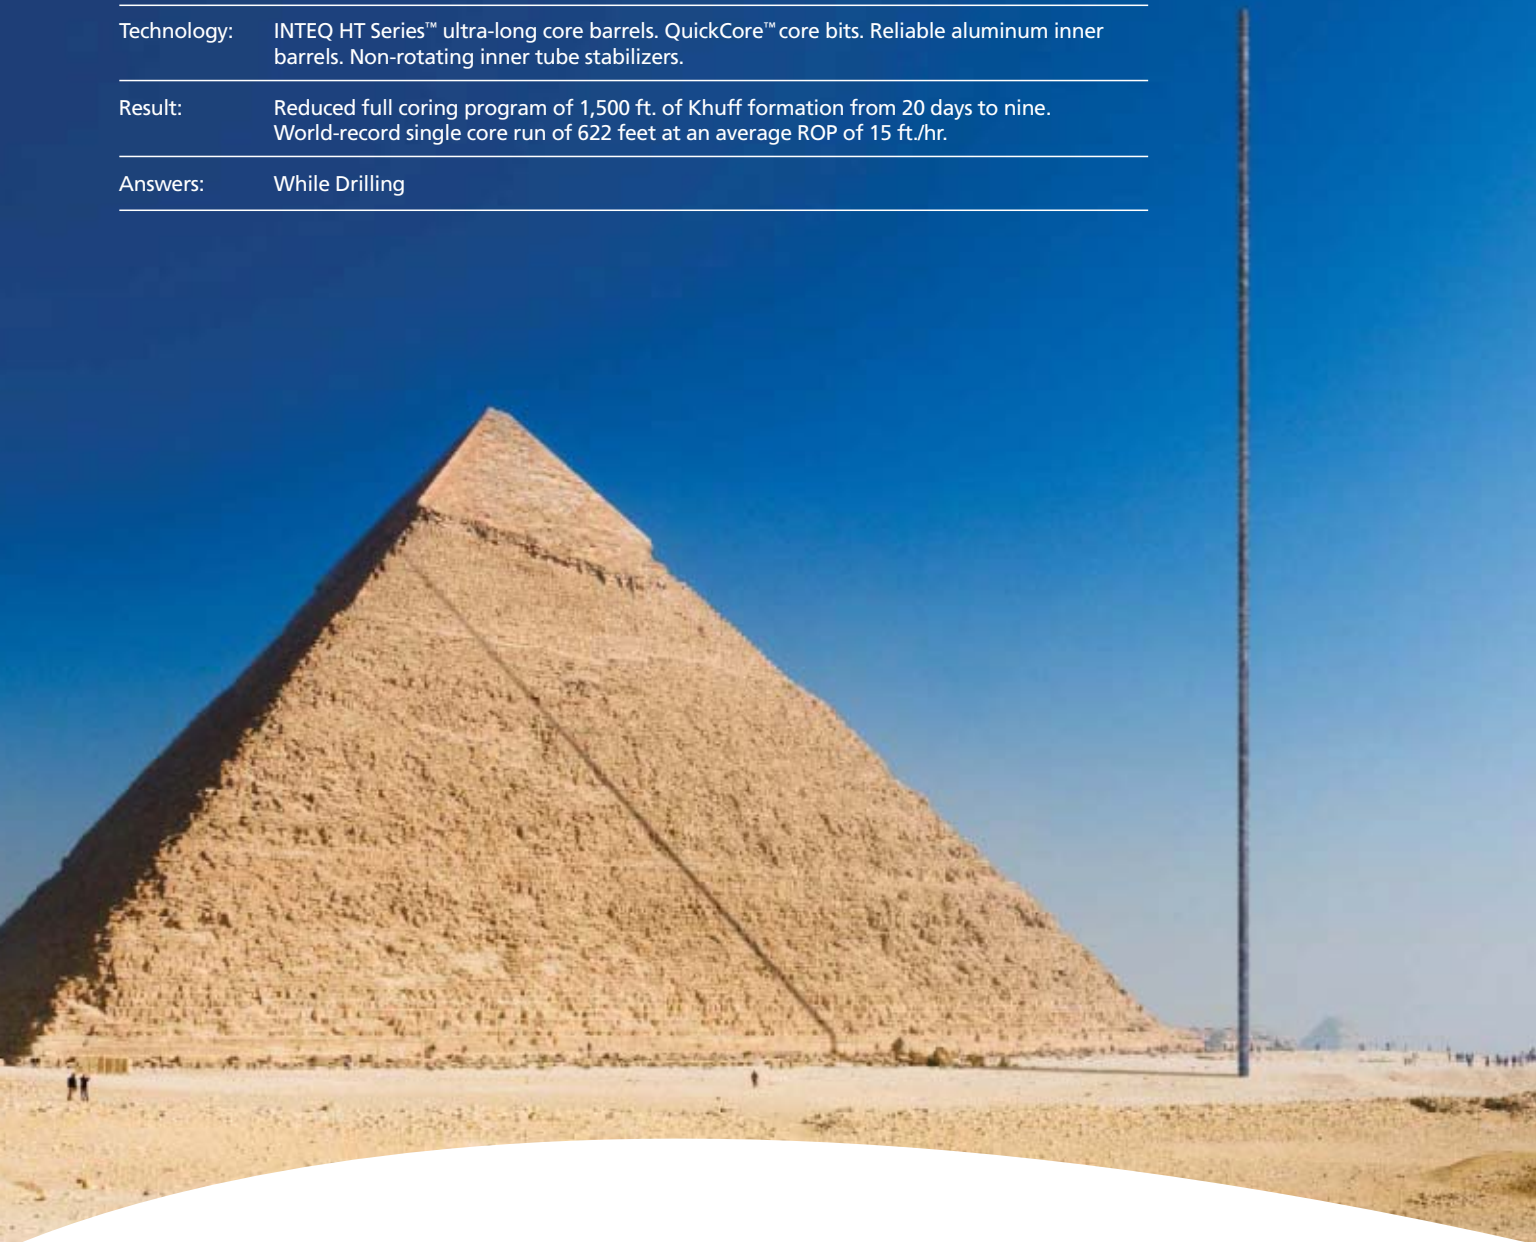 Technology: INTEQ HT Series™ ultra-long core barrels. QuickCore™ core bits. Reliable aluminum inner
barrels. Non-rotating inner tube stabilizers.
Result: Reduced full coring program of 1,500 ft. of Khuff formation from 20 days to nine.
World-record single core run of 622 feet at an average ROP of 15 ft./hr.
Answers: While Drilling